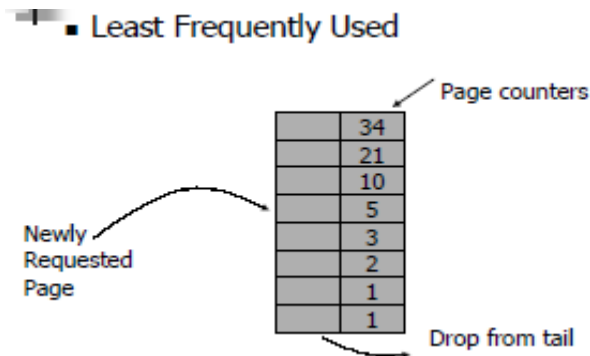 ▪ Least Frequently Used
Page counters
34
21
10
5
3
2
1
1
Newly
Requested
Page
Drop from tail